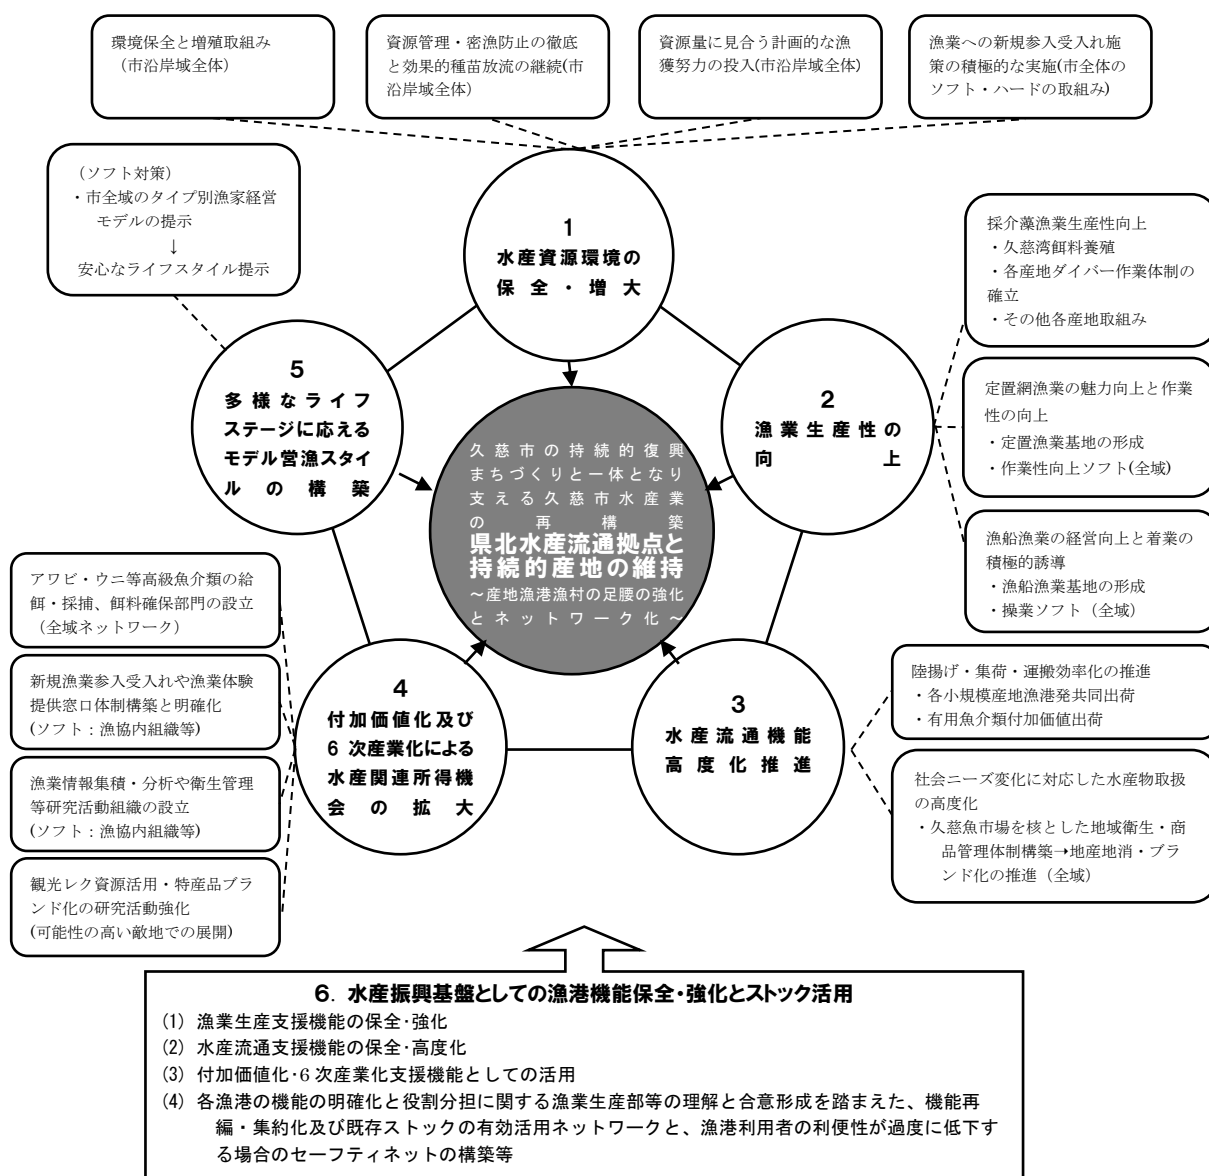 環境保全と増殖取組み
（市沿岸域全体）
資源管理・密漁防止の徹底
と効果的種苗放流の継続(市
沿岸域全体）
資源量に見合う計画的な漁
獲努力の投入(市沿岸域全体)
漁業への新規参入受入れ施
策の積極的な実施(市全体の
ソフト・ハードの取組み)
（ソフト対策）
・市全域のタイプ別漁家経営
モデルの提示
↓
安心なライフスタイル提示
1
水産資源環境の
保全・増大
採介藻漁業生産性向上
・久慈湾餌料養殖
・各産地ダイバー作業体制の
確立
・その他各産地取組み
5
多様なライフ
ステージに応える
モデル営漁スタイ
ルの構築
2
漁業生産性の
向上
定置網漁業の魅力向上と作業
性の向上
・定置漁業基地の形成
・作業性向上ソフト(全域)
久慈市の持続的復興
まちづくりと一体となり
支える久慈市水産業
の再構築
県北水産流通拠点と
持続的産地の維持
～産地漁港漁村の足腰の強化
とネットワーク化～
漁船漁業の経営向上と着業の
積極的誘導
・漁船漁業基地の形成
・操業ソフト（全域）
アワビ・ウニ等高級魚介類の給
餌・採捕、餌料確保部門の設立
（全域ネットワーク）
新規漁業参入受入れや漁業体験
提供窓口体制構築と明確化
(ソフト：漁協内組織等)
漁業情報集積・分析や衛生管理
等研究活動組織の設立
(ソフト：漁協内組織等)
観光レク資源活用・特産品ブラ
ンド化の研究活動強化
(可能性の高い敵地での展開)
4
付加価値化及び
6次産業化による
水産関連所得機
会の拡大
3
水産流通機能
高度化推進
陸揚げ・集荷・運搬効率化の推進
・各小規模産地漁港発共同出荷
・有用魚介類付加価値出荷
社会ニーズ変化に対応した水産物取扱
の高度化
・久慈魚市場を核とした地域衛生・商
品管理体制構築→地産地消・ブラ
ンド化の推進（全域）
6．水産振興基盤としての漁港機能保全・強化とストック活用
(1) 漁業生産支援機能の保全・強化
(2) 水産流通支援機能の保全・高度化
(3) 付加価値化・6次産業化支援機能としての活用
(4) 各漁港の機能の明確化と役割分担に関する漁業生産部等の理解と合意形成を踏まえた、機能再
編・集約化及び既存ストックの有効活用ネットワークと、漁港利用者の利便性が過度に低下す
る場合のセーフティネットの構築等